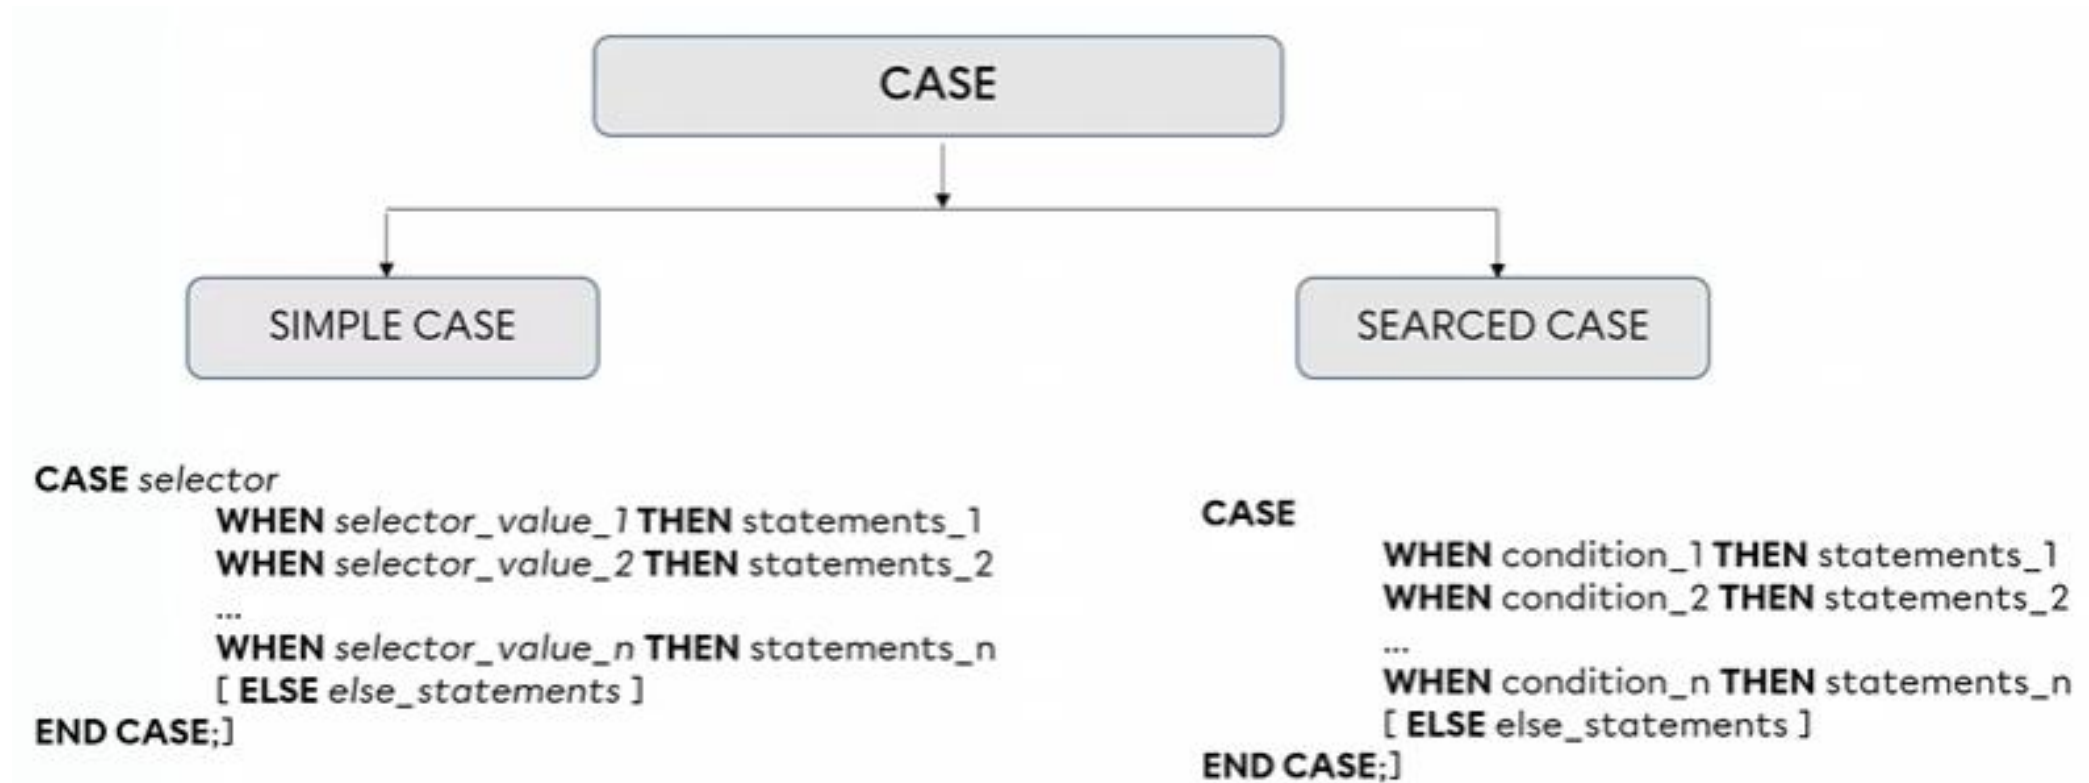 CASE
SIMPLE CASE
SEARCED CASE
CASE selector
WHEN selector_value_1 THEN statements_1
WHEN selector_value_2 THEN statements_2
...
WHEN selector_value_n THEN statements_n
[ ELSE else_statements ]
END CASE;]
CASE
WHEN condition_1 THEN statements_1
WHEN condition_2 THEN statements_2
...
WHEN condition_n THEN statements_n
[ ELSE else_statements ]
END CASE;]